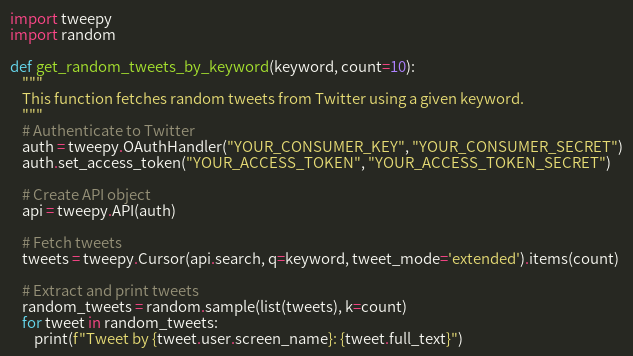 import tweepy
import random
def get_random_tweets_by_keyword(keyword, count=10):
"""
This function fetches random tweets from Twitter using a given keyword.
"""
# Authenticate to Twitter
auth = tweepy.OAuthHandler("YOUR_CONSUMER_KEY", "YOUR_CONSUMER_SECRET")
auth.set_access_token("YOUR_ACCESS_TOKEN", "YOUR_ACCESS_TOKEN_SECRET")
# Create API object
api = tweepy.API(auth)
# Fetch tweets
tweets = tweepy.Cursor(api.search, q=keyword, tweet_mode='extended').items(count)
# Extract and print tweets
random_tweets = random.sample(list(tweets), k=count)
for tweet in random_tweets:
print(f"Tweet by {tweet.user.screen_name}: {tweet.full_text}")